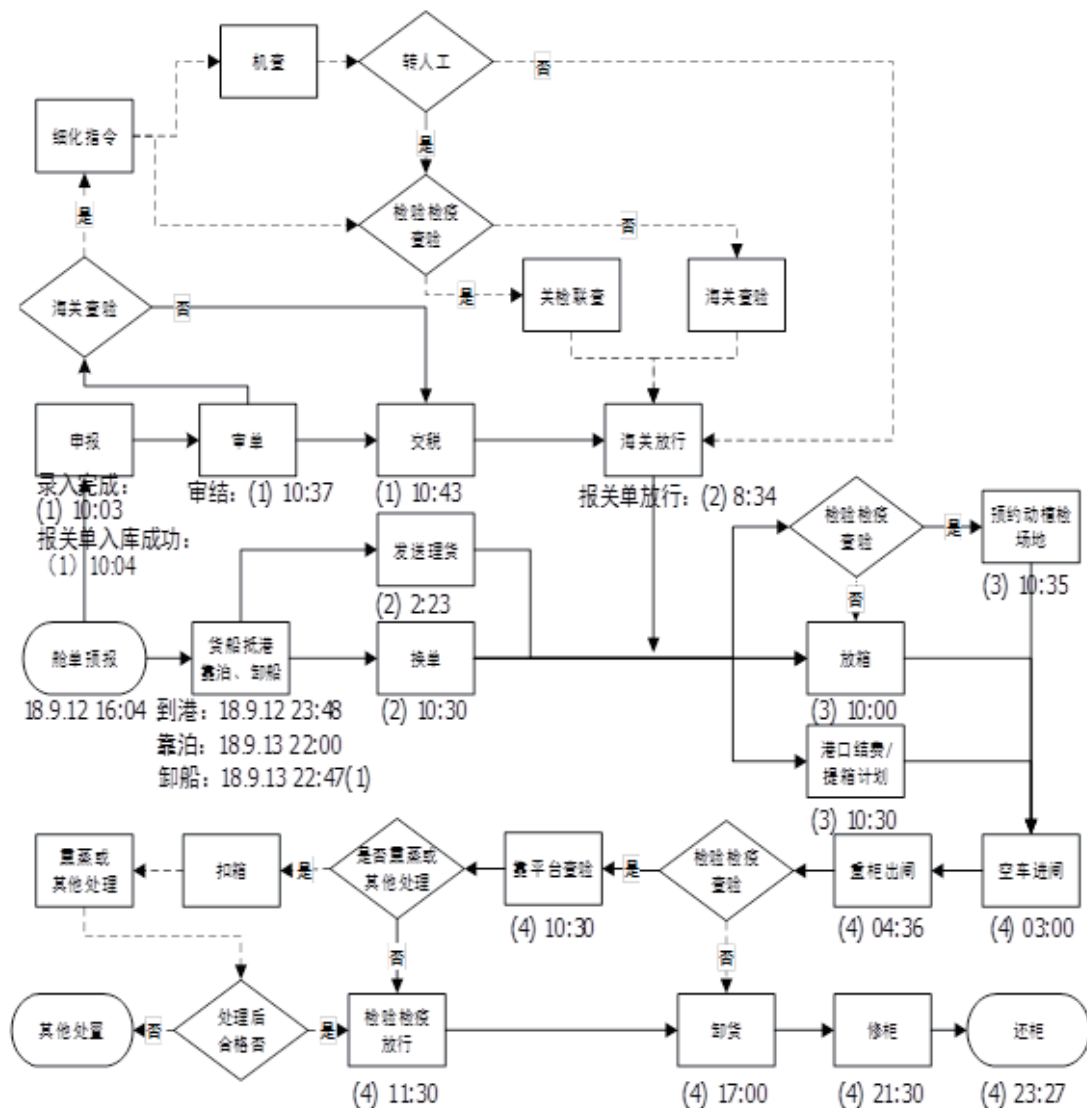 机查
转人工
否
细化指令
是
检验检疫
查验
否
是
海关查验
否
是
关检联查
海关查验
申报
审单
交税
海关放行
录入完成：
(1) 10:03
审结：(1) 10:37
(1) 10:43
报关单放行：(2) 8:34
报关单入库成功：
（1）10:04
检验检疫
查验
是
预约动植检
场地
(3) 10:35
发送理货
(2) 2:23
否
舱单预报
货船抵港
靠泊、卸船
换单
放箱
18.9.12 16:04
到港：18.9.12 23:48
(2) 10:30
(3) 10:00
靠泊：18.9.13 22:00
卸船：18.9.13 22:47(1)
港口结费/
提箱计划
(3) 10:30
重蒸或
其他处理
扣箱
是
是否重蒸或
其他处理
靠平台查验
是
检验检疫
查验
重柜出闸
空车进闸
(4) 10:30
(4) 04:36
(4) 03:00
否
否
其他处置
否
处理后
合格否
是
检验检疫
放行
卸货
修柜
还柜
(4) 11:30
(4) 17:00
(4) 21:30
(4) 23:27